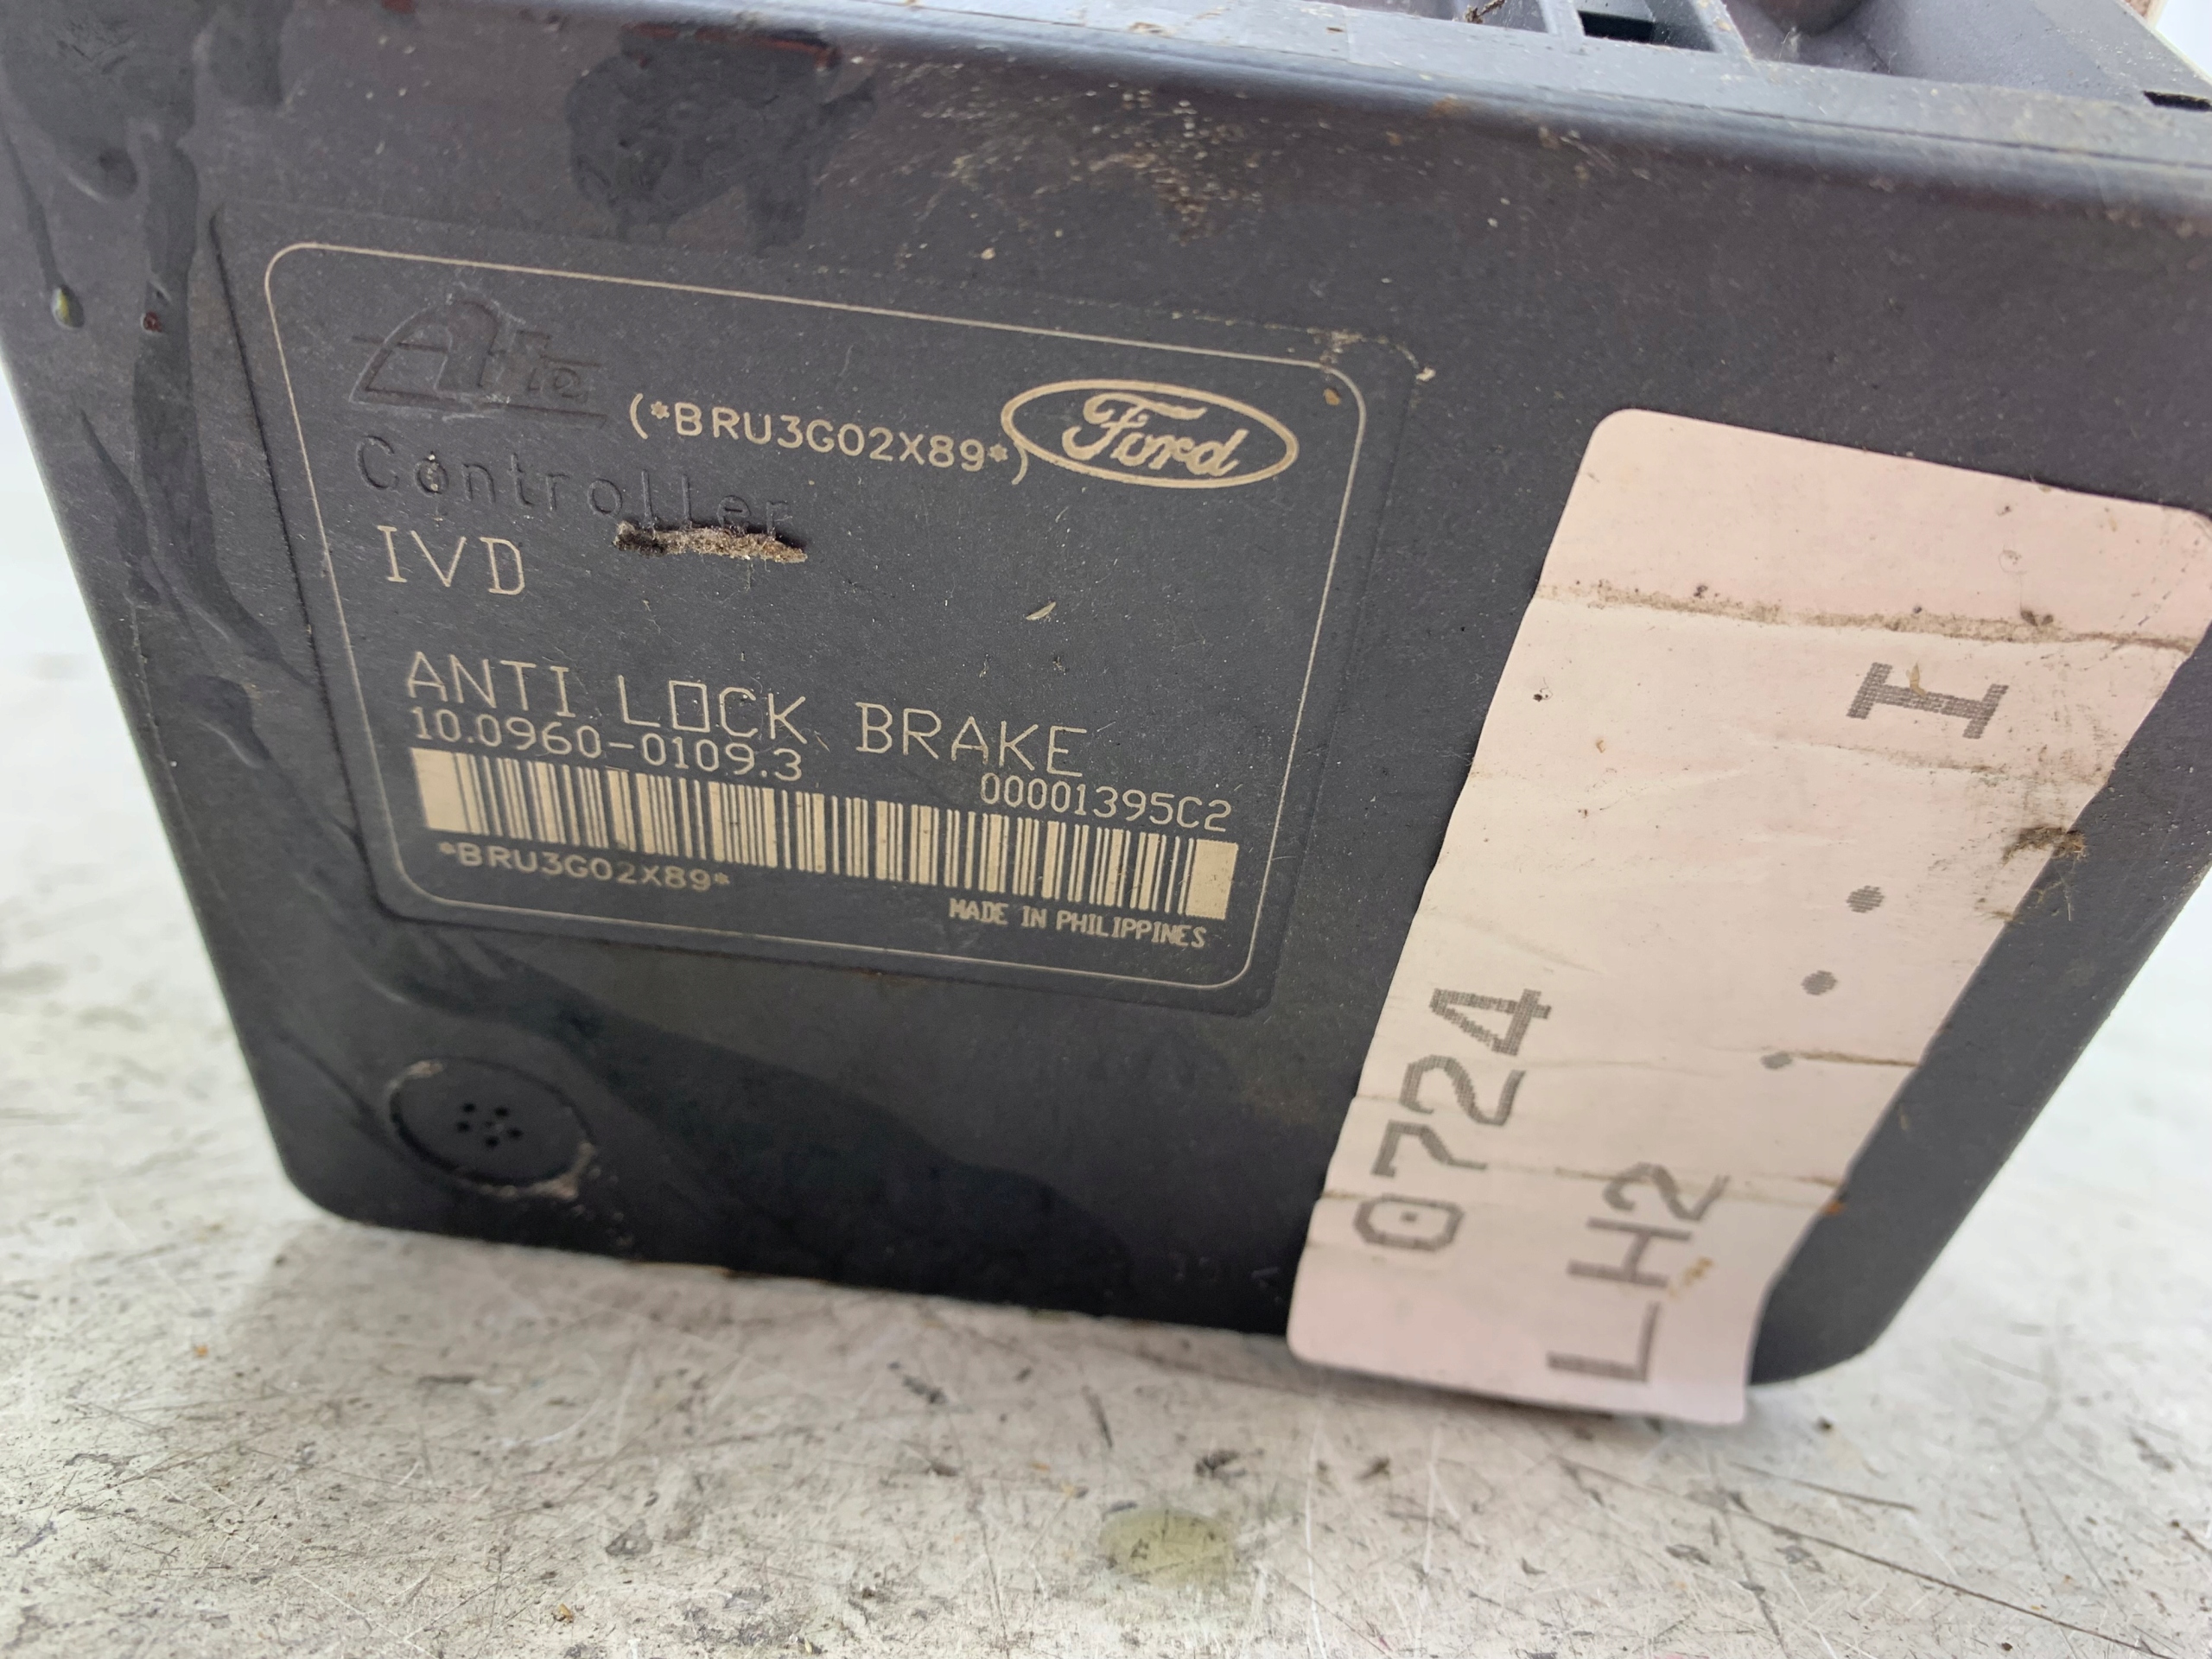 Ate
(*BRU3G02X89*)
Ford
Controller
IVD
ANTI LOCK BRAKE
10.0960-0109.3
00001395C2
*BRU3G02X89*
MADE IN PHILIPPINES
I
0724
LH2